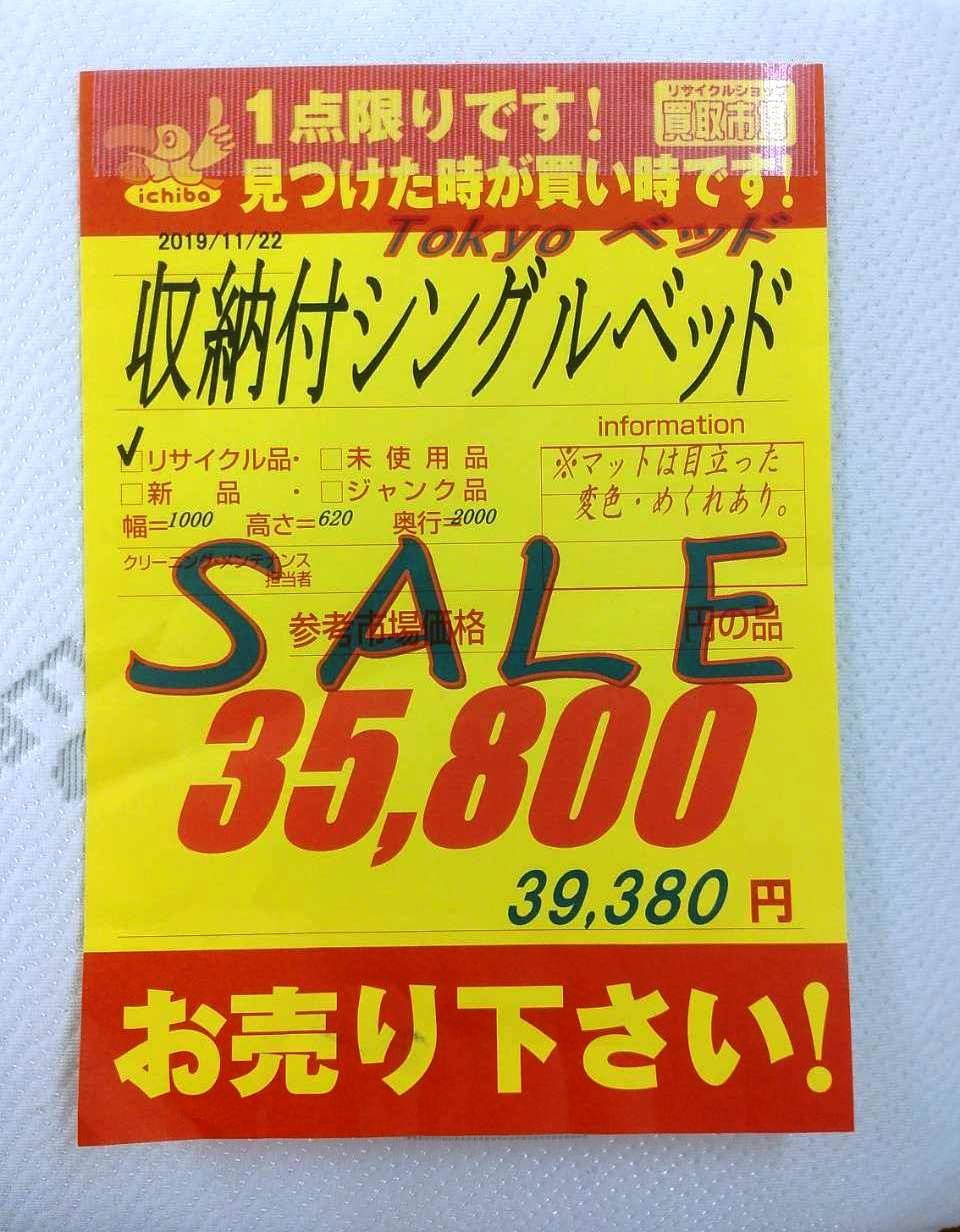 1点限りです!
リサイクルショップ
買取市場
ichiba
見つけた時が買い時です!
2019/11/22
Tokyo ベッド
収納付シングルベッド
information
リサイクル品・ 未使用品
新品・ ジャンク品
※マットは目立った
変色・めくれあり。
幅=1000 高さ=620 奥行=2000
クリーニング・メンテナンス
担当者
SALE
参考市場価格 円の品
35,800
39,380 円
お売り下さい!